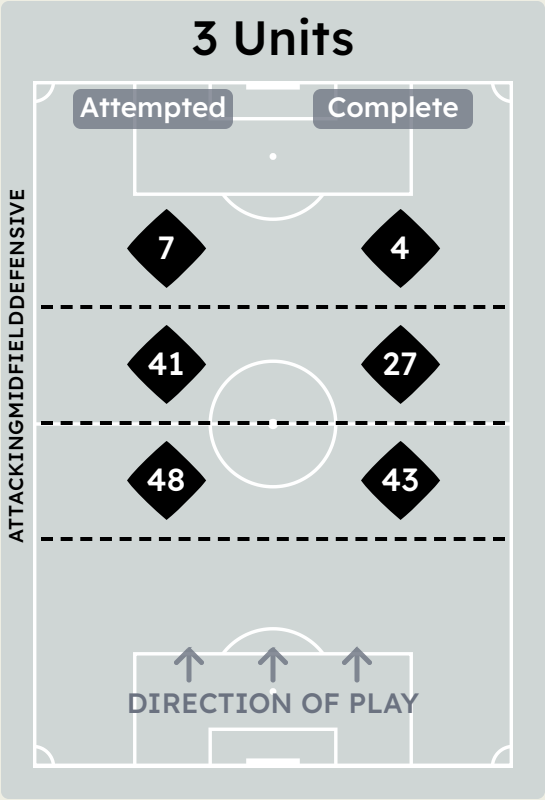 3 Units
Attempted Complete
7 4
41 27
48 43
ATTACKINGMIDFIELDDEFENSIVE
DIRECTION OF PLAY